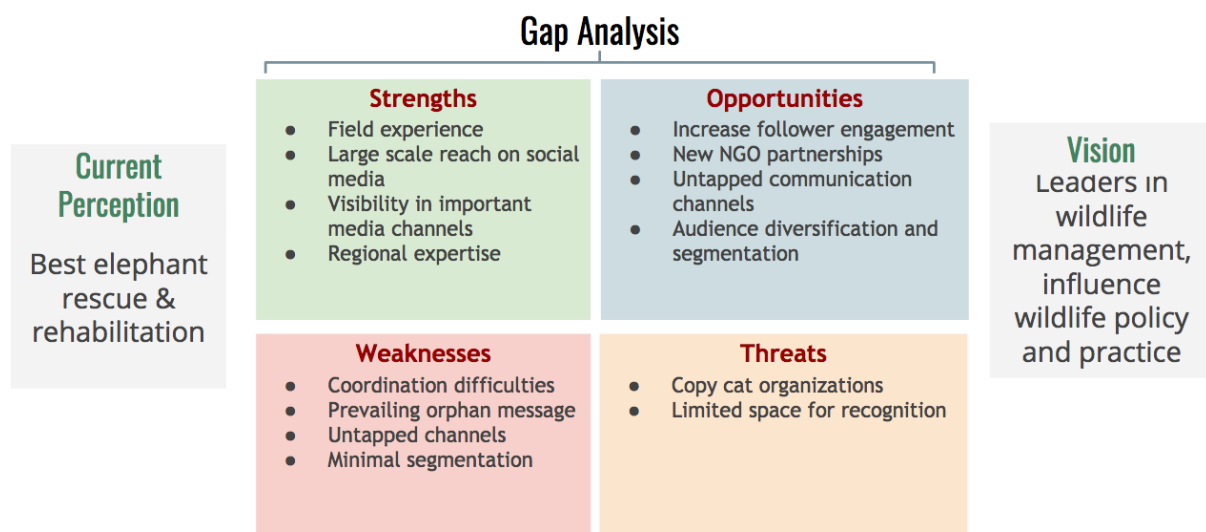 Gap Analysis
Current
Perception
Best elephant
rescue &
rehabilitation
Strengths
● Field experience
● Large scale reach on social
media
● Visibility in important
media channels
● Regional expertise
Opportunities
● Increase follower engagement
● New NGO partnerships
● Untapped communication
channels
● Audience diversification and
segmentation
Weaknesses
● Coordination difficulties
● Prevailing orphan message
● Untapped channels
● Minimal segmentation
Threats
● Copy cat organizations
● Limited space for recognition
Vision
Leaders in
wildlife
management,
influence
wildlife policy
and practice